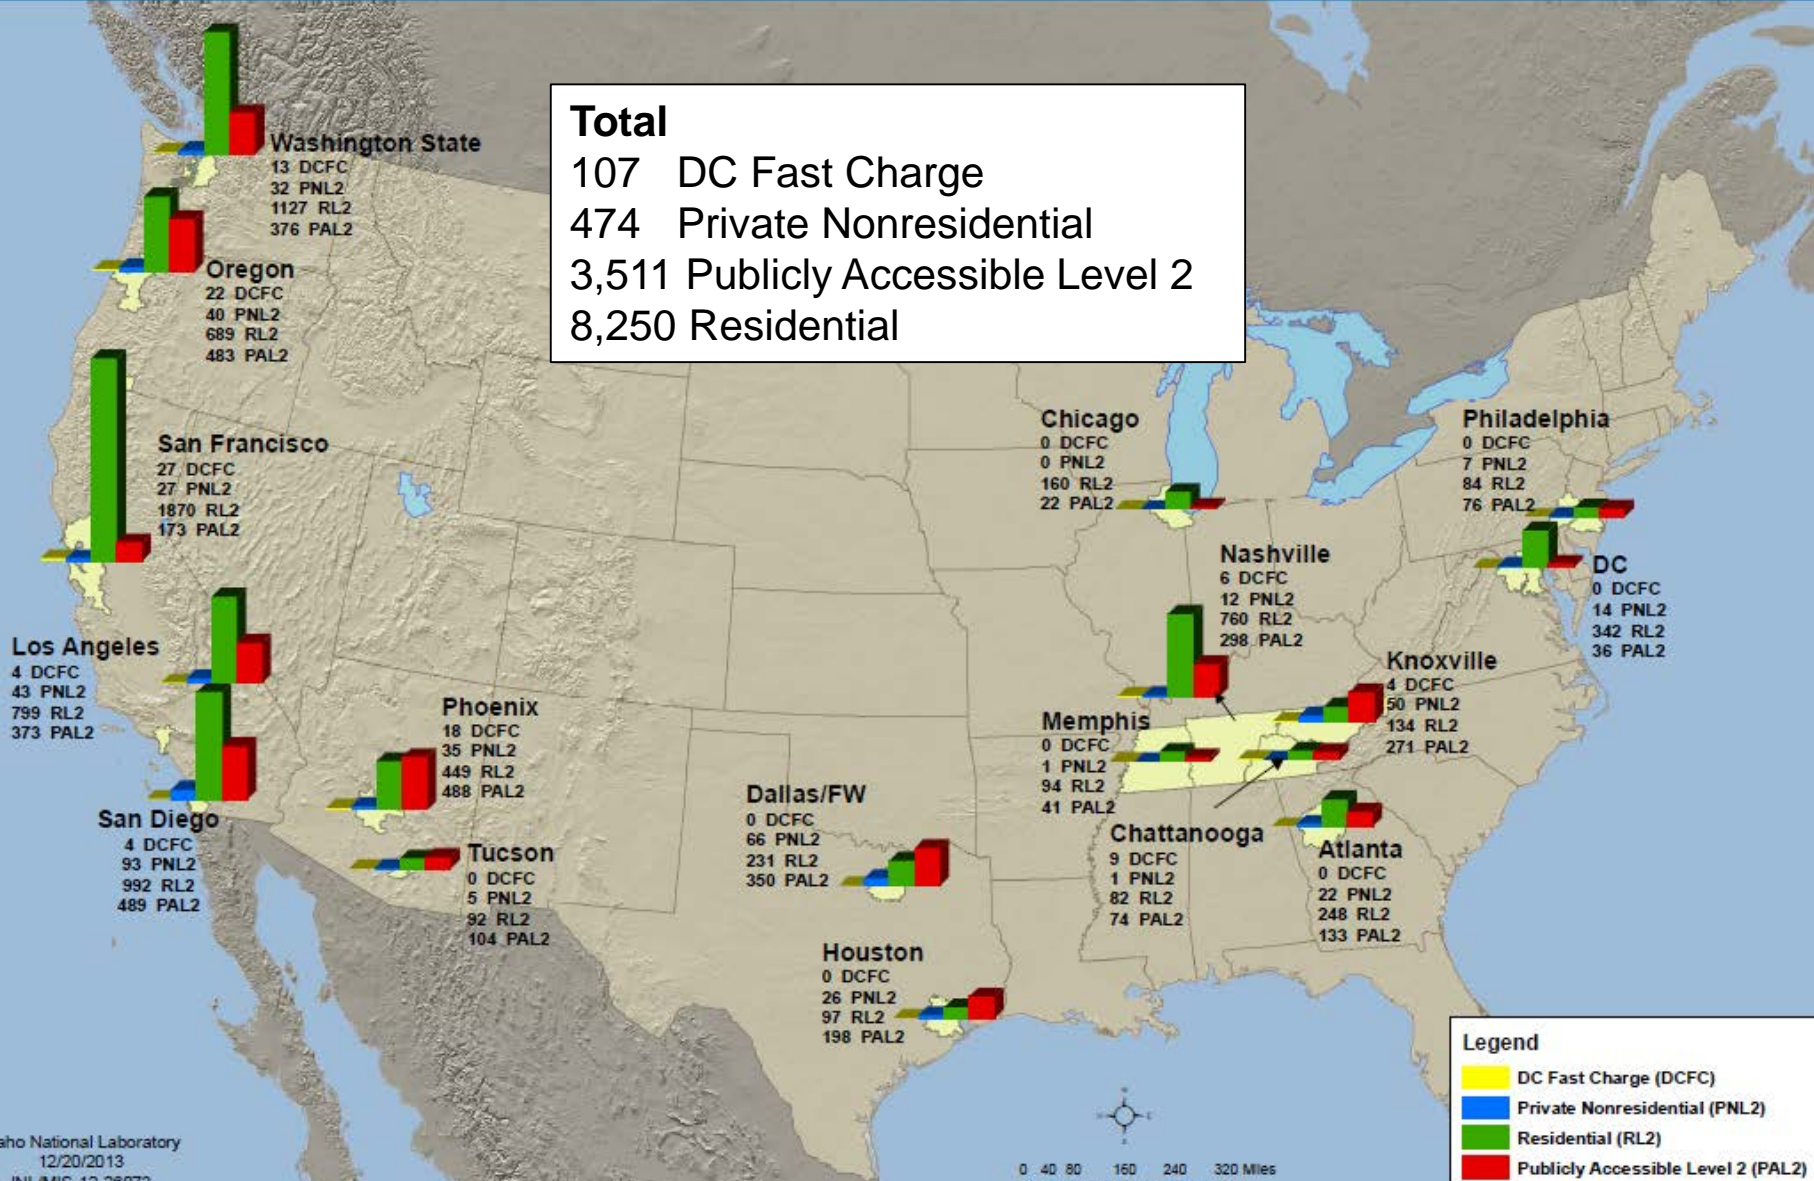 Total
107 DC Fast Charge
474 Private Nonresidential
3,511 Publicly Accessible Level 2
8,250 Residential
Washington State
13 DCFC
32 PNL2
1127 RL2
376 PAL2
Oregon
22 DCFC
40 PNL2
689 RL2
483 PAL2
San Francisco
27 DCFC
27 PNL2
1870 RL2
173 PAL2
Los Angeles
4 DCFC
43 PNL2
799 RL2
373 PAL2
San Diego
4 DCFC
93 PNL2
992 RL2
489 PAL2
Phoenix
18 DCFC
35 PNL2
449 RL2
488 PAL2
Tucson
0 DCFC
5 PNL2
92 RL2
104 PAL2
Dallas/FW
0 DCFC
66 PNL2
231 RL2
350 PAL2
Houston
0 DCFC
26 PNL2
97 RL2
198 PAL2
Chicago
0 DCFC
0 PNL2
160 RL2
22 PAL2
Nashville
6 DCFC
12 PNL2
760 RL2
298 PAL2
Memphis
0 DCFC
1 PNL2
94 RL2
41 PAL2
Chattanooga
9 DCFC
1 PNL2
82 RL2
74 PAL2
Knoxville
4 DCFC
50 PNL2
134 RL2
271 PAL2
Atlanta
0 DCFC
22 PNL2
248 RL2
133 PAL2
Philadelphia
0 DCFC
7 PNL2
84 RL2
76 PAL2
DC
0 DCFC
14 PNL2
342 RL2
36 PAL2
aho National Laboratory
12/20/2013
0 40 80 160 240 320 Miles
Legend
DC Fast Charge (DCFC)
Private Nonresidential (PNL2)
Residential (RL2)
Publicly Accessible Level 2 (PAL2)